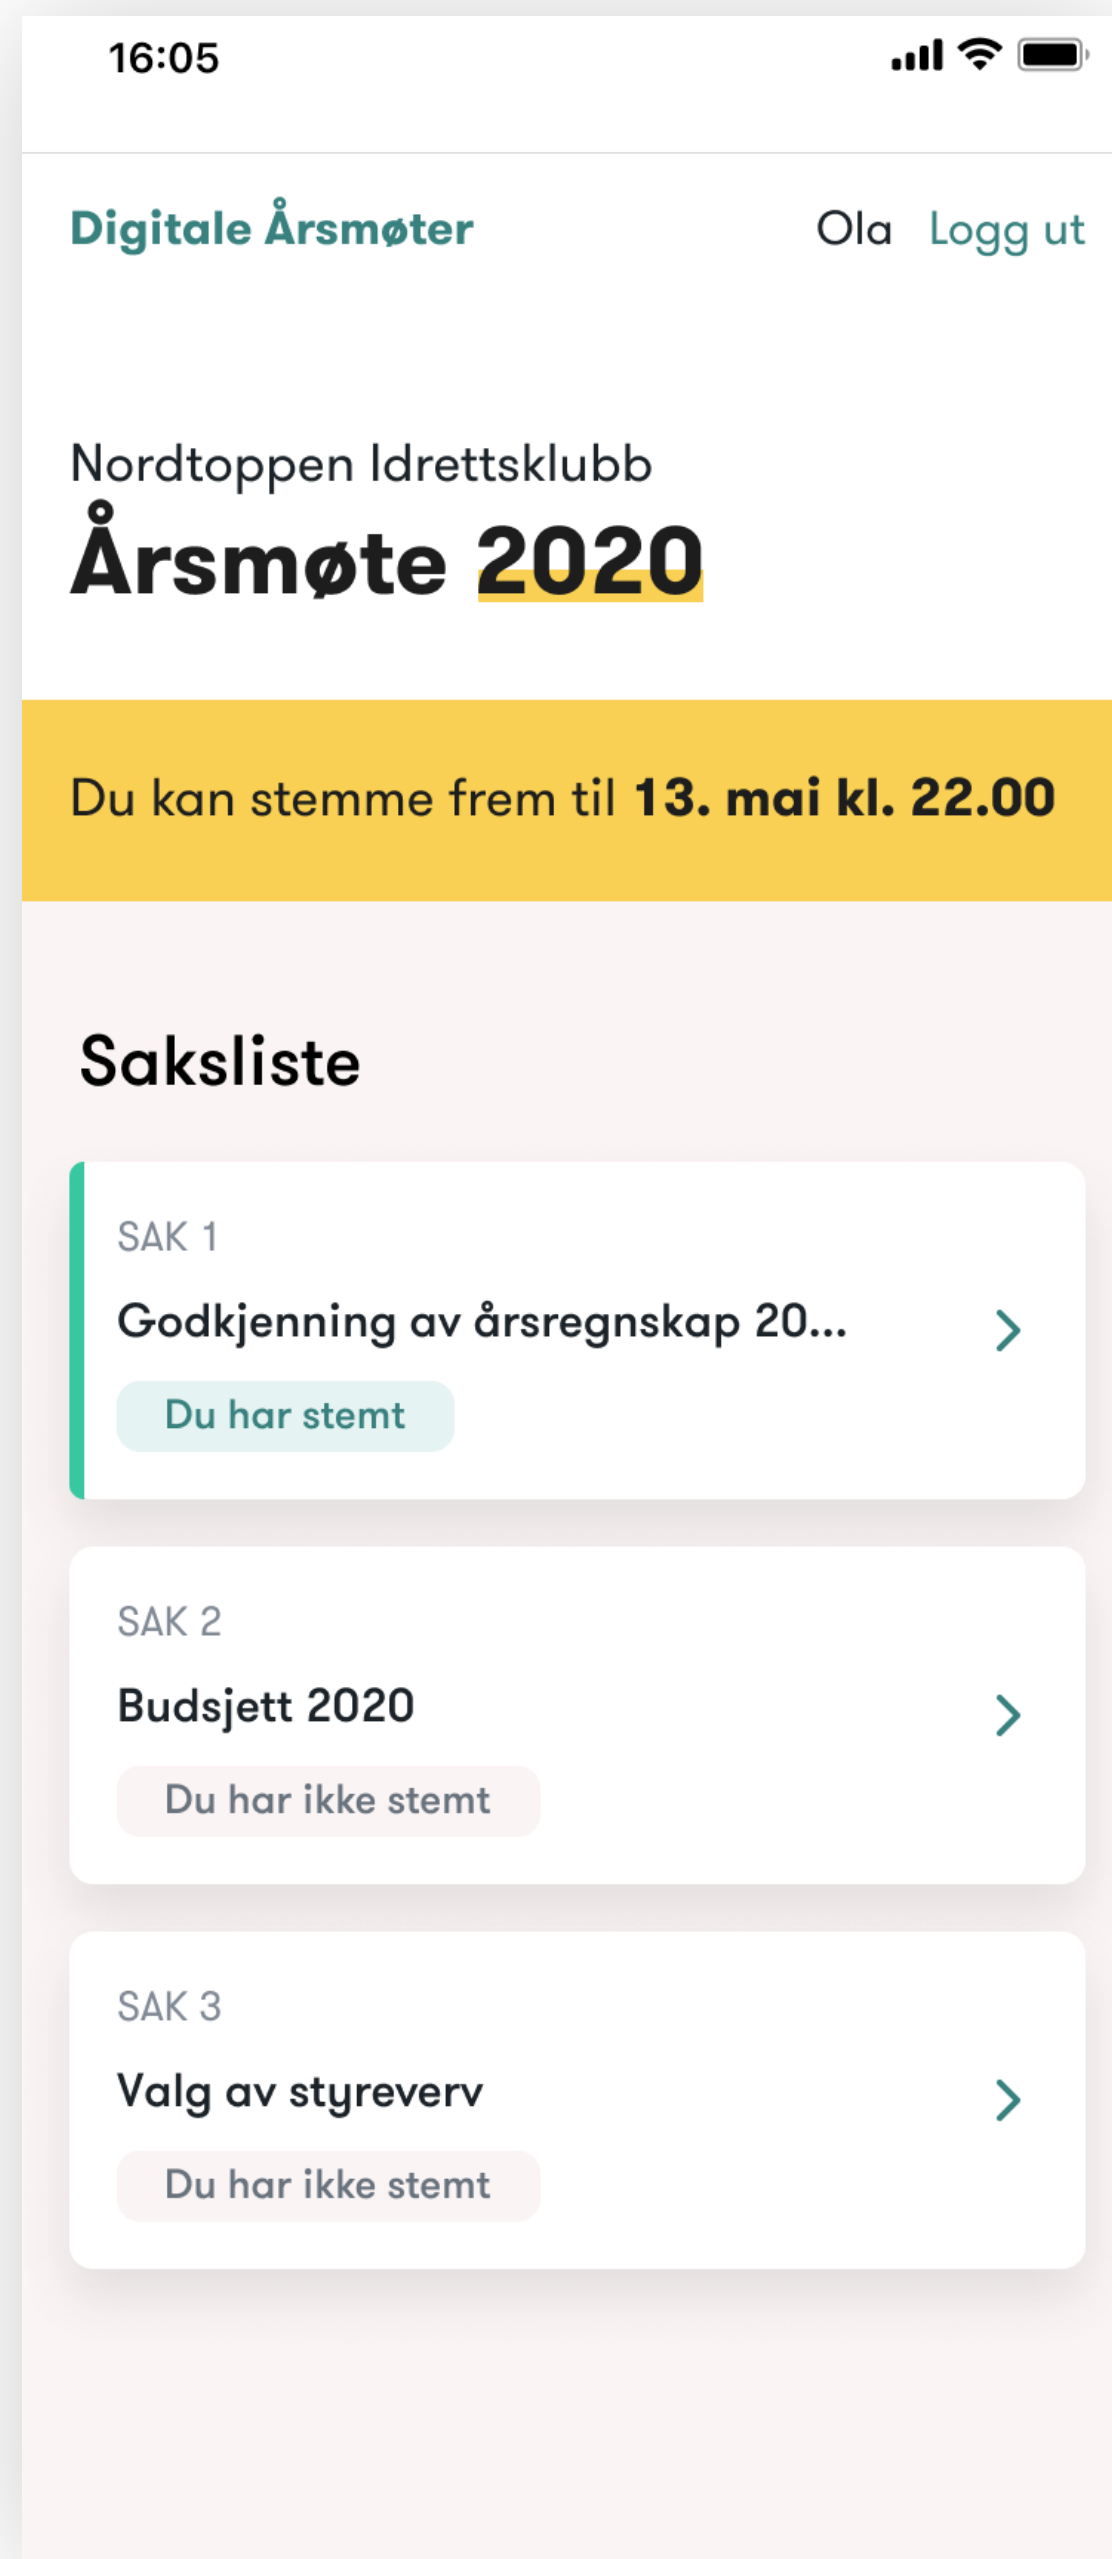 16:05
Digitale Årsmøter Ola Logg ut
Nordtoppen Idrettsklubb
Årsmøte 2020
Du kan stemme frem til 13. mai kl. 22.00
Saksliste
SAK 1
Godkjenning av årsregnskap 20...
Du har stemt
SAK 2
Budsjett 2020
Du har ikke stemt
SAK 3
Valg av styreverv
Du har ikke stemt